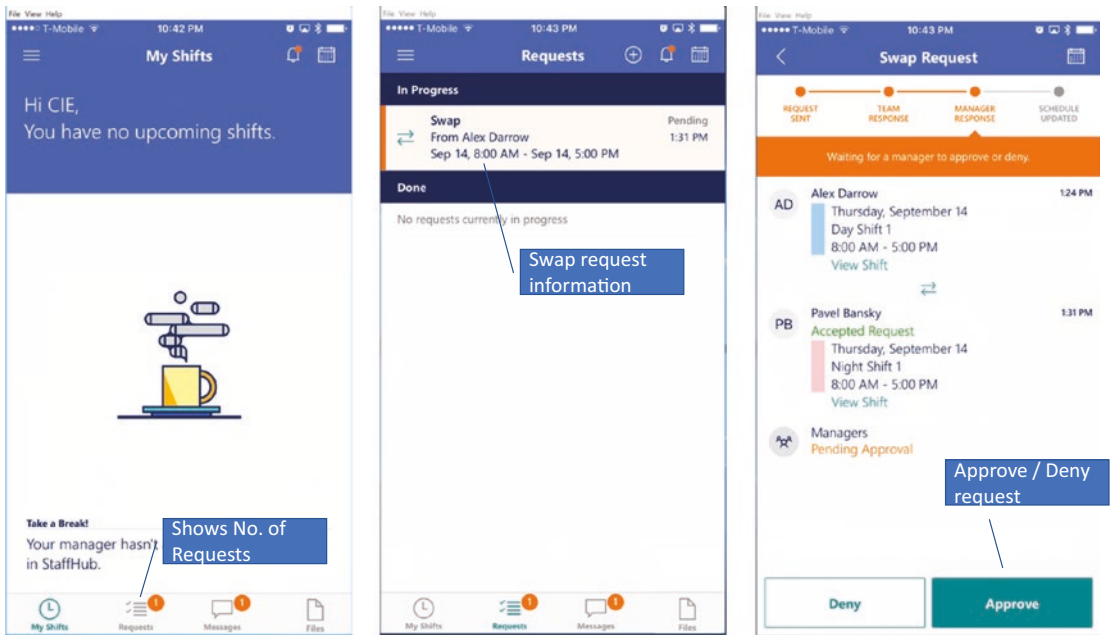 File View Help
T-Mobile 10:42 PM
My Shifts
Hi CIE,
You have no upcoming shifts.
Take a Break!
Your manager hasn't
in StaffHub.
Shows No. of
Requests
1 1
My Shifts Requests Messages Files
File View Help
T-Mobile 10:43 PM
Requests
In Progress
Swap Pending
From Alex Darrow 1:31 PM
Sep 14, 8:00 AM - Sep 14, 5:00 PM
Done
No requests currently in progress
Swap request
information
1 1
My Shifts Requests Messages Files
File View Help
T-Mobile 10:43 PM
Swap Request
REQUEST SENT
TEAM RESPONSE
MANAGER RESPONSE
SCHEDULE UPDATED
Waiting for a manager to approve or deny.
AD Alex Darrow 1:24 PM
Thursday, September 14
Day Shift 1
8:00 AM - 5:00 PM
View Shift
PB Pavel Bansky 1:31 PM
Accepted Request
Thursday, September 14
Night Shift 1
8:00 AM - 5:00 PM
View Shift
Managers
Pending Approval
Approve / Deny
request
Deny Approve